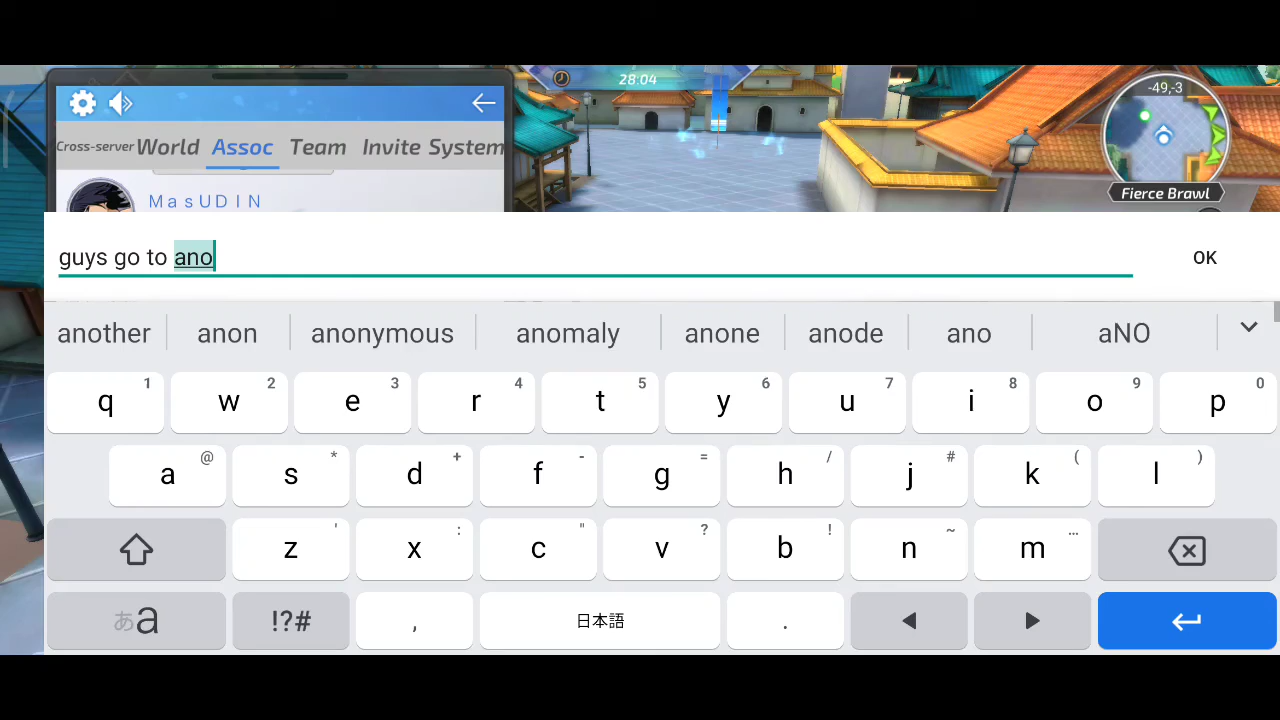 28:04
-49,-3
Cross-server World Assoc Team Invite System
MasUDIN
Fierce Brawl
guys go to ano
OK
another anon anonymous anomaly anone anode ano aNO
q 1 w 2 e 3 r 4 t 5 y 6 u 7 i 8 o 9 p 0
a @ s * d + f - g = h / j # k ( l )
z ' x : c " v ? b ! n ~ m …
あa !?# , 日本語 .